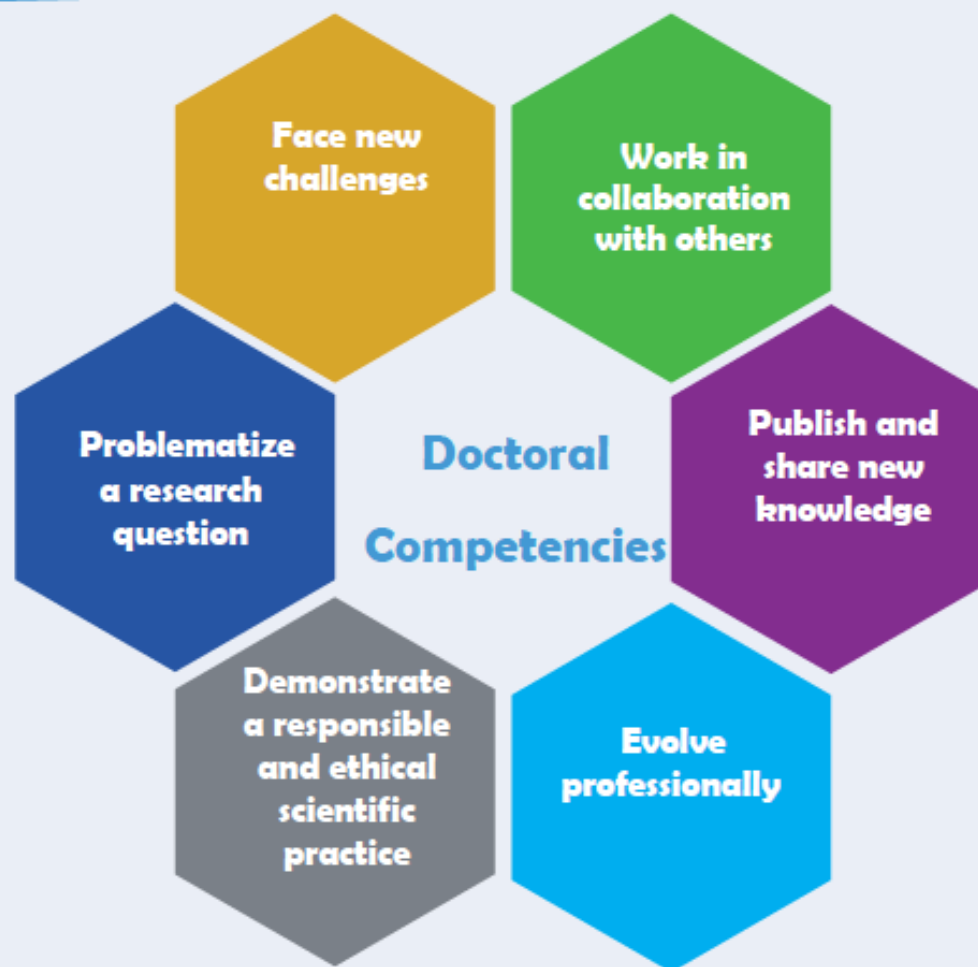 Face new
challenges
Work in
collaboration
with others
Problematize
a research
question
Doctoral
Competencies
Publish and
share new
knowledge
Demonstrate
a responsible
and ethical
scientific
practice
Evolve
professionally